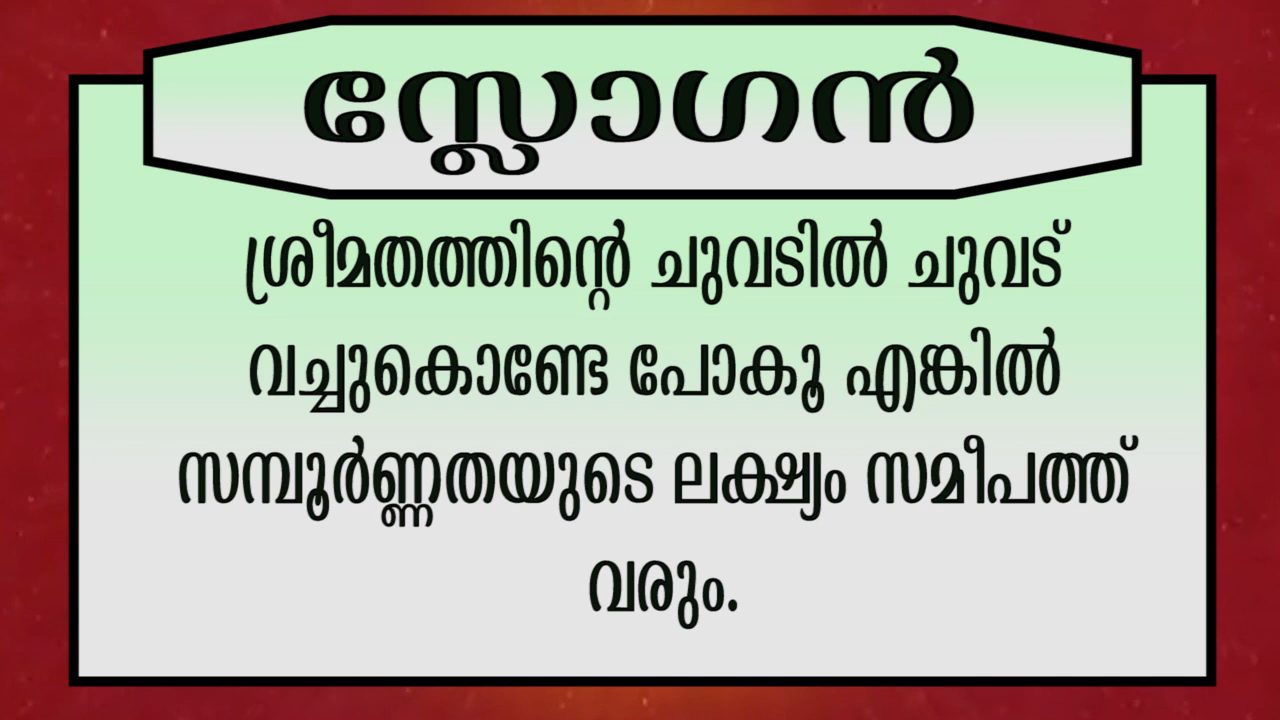 സ്ലോഗൻ
ശ്രീമതത്തിന്റെ ചുവടിൽ ചുവട്
വച്ചുകൊണ്ടേ പോകൂ എങ്കിൽ
സമ്പൂർണ്ണതയുടെ ലക്ഷ്യം സമീപത്ത്
വരും.